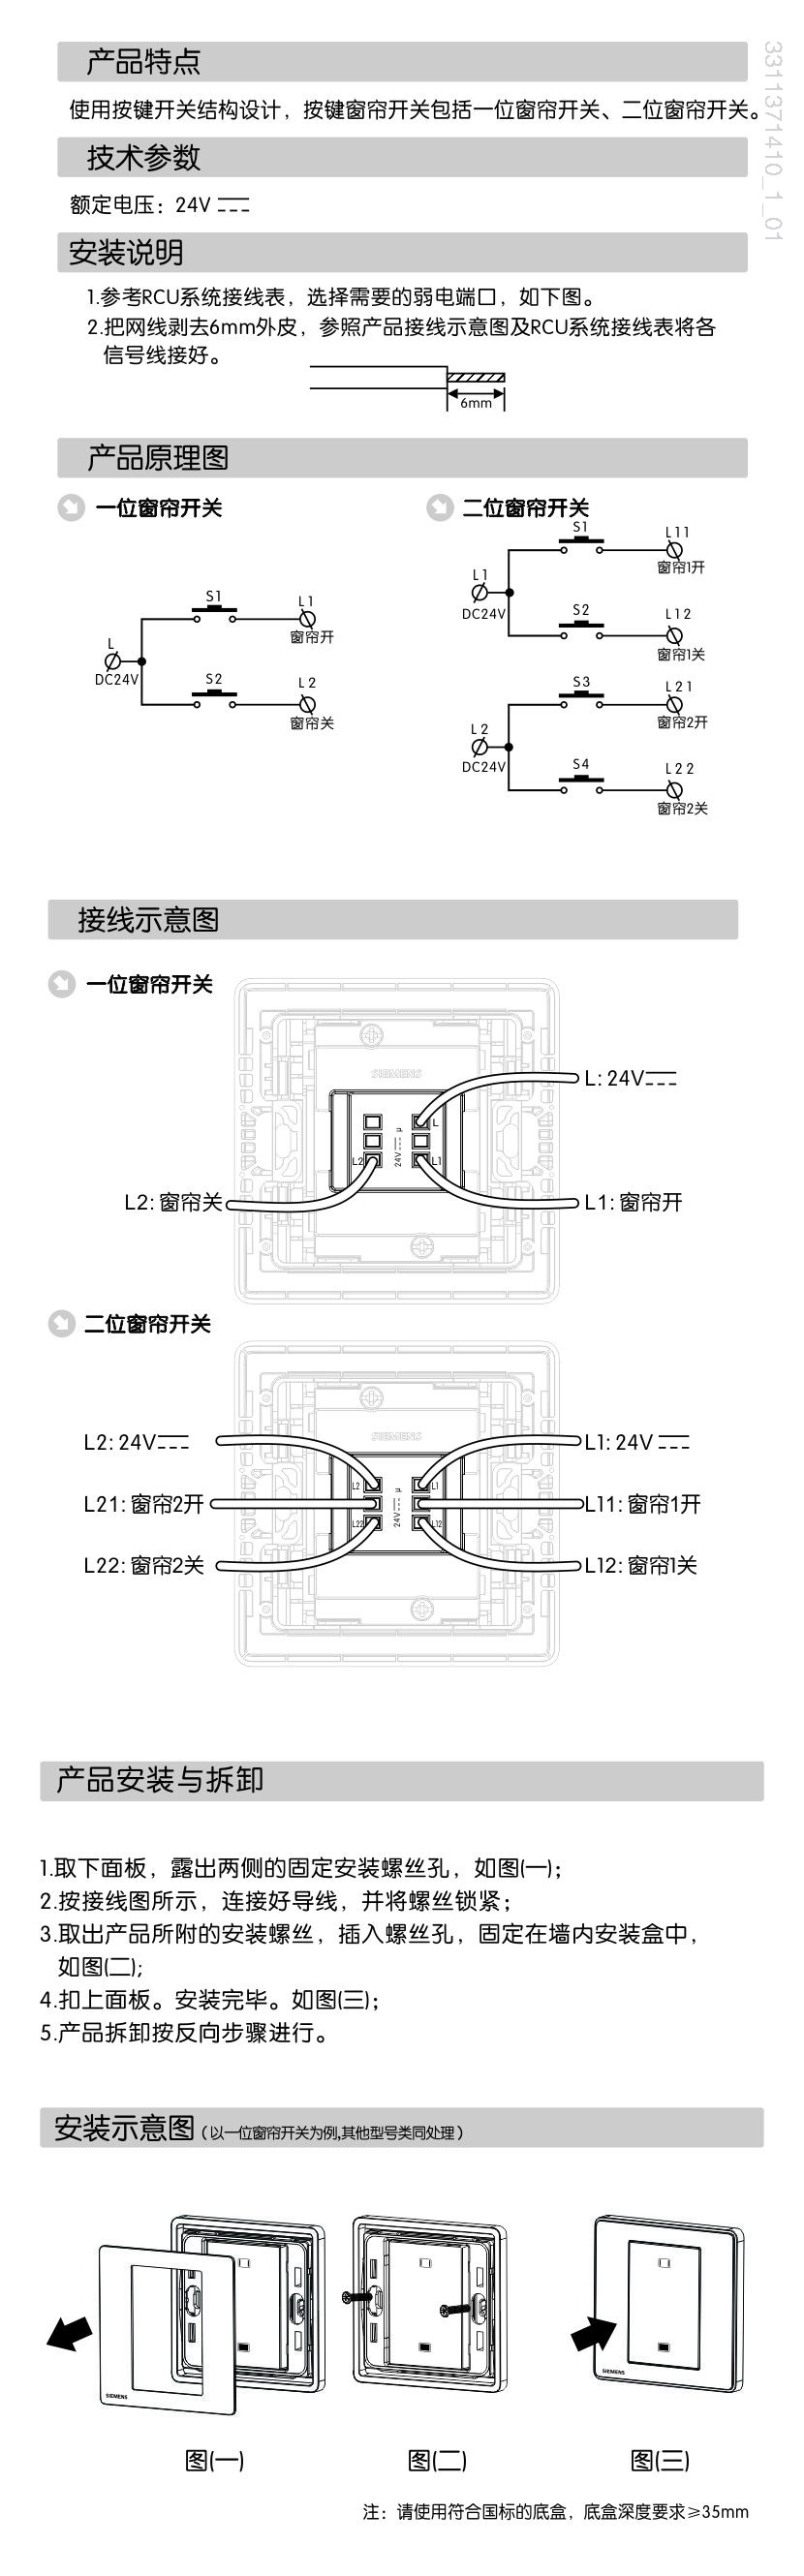 产品特点
3311371410_1_01
使用按键开关结构设计，按键窗帘开关包括一位窗帘开关、二位窗帘开关。
技术参数
额定电压：24V
安装说明
1.参考RCU系统接线表，选择需要的弱电端口，如下图。
2.把网线剥去6mm外皮，参照产品接线示意图及RCU系统接线表将各
信号线接好。
6mm
产品原理图
一位窗帘开关
L
DC24V
S1
L1
窗帘开
S2
L2
窗帘关
二位窗帘开关
L1
DC24V
S1
L11
窗帘1开
S2
L12
窗帘1关
L2
DC24V
S3
L21
窗帘2开
S4
L22
窗帘2关
接线示意图
一位窗帘开关
SIEMENS
L: 24V
L
24V μ
L2
L1
L2: 窗帘关
L1: 窗帘开
二位窗帘开关
SIEMENS
L2: 24V
L1: 24V
L2
L1
24V μ
L21: 窗帘2开
L11: 窗帘1开
L22
L12
L22: 窗帘2关
L12: 窗帘1关
产品安装与拆卸
1.取下面板，露出两侧的固定安装螺丝孔，如图(一)；
2.按接线图所示，连接好导线，并将螺丝锁紧；
3.取出产品所附的安装螺丝，插入螺丝孔，固定在墙内安装盒中，
如图(二);
4.扣上面板。安装完毕。如图(三)；
5.产品拆卸按反向步骤进行。
安装示意图（以一位窗帘开关为例,其他型号类同处理）
SIEMENS
SIEMENS
图(一)
图(二)
图(三)
注：请使用符合国标的底盒，底盒深度要求≥35mm